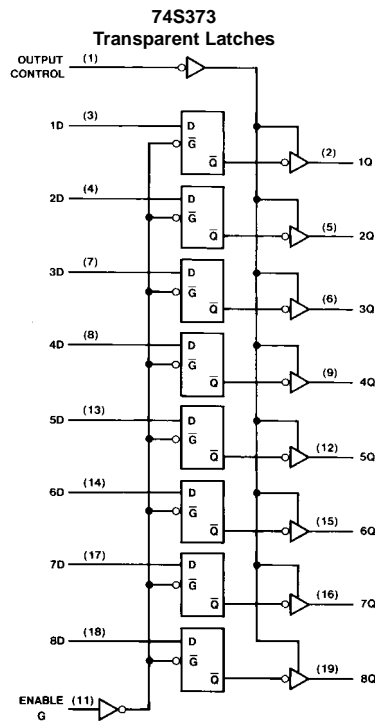 74S373
Transparent Latches
OUTPUT CONTROL (1)
1D (3) D G̅ Q̅ (2) 1Q
2D (4) D G̅ Q̅ (5) 2Q
3D (7) D G̅ Q̅ (6) 3Q
4D (8) D G̅ Q̅ (9) 4Q
5D (13) D G̅ Q̅ (12) 5Q
6D (14) D G̅ Q̅ (15) 6Q
7D (17) D G̅ Q̅ (16) 7Q
8D (18) D G̅ Q̅ (19) 8Q
ENABLE G (11)